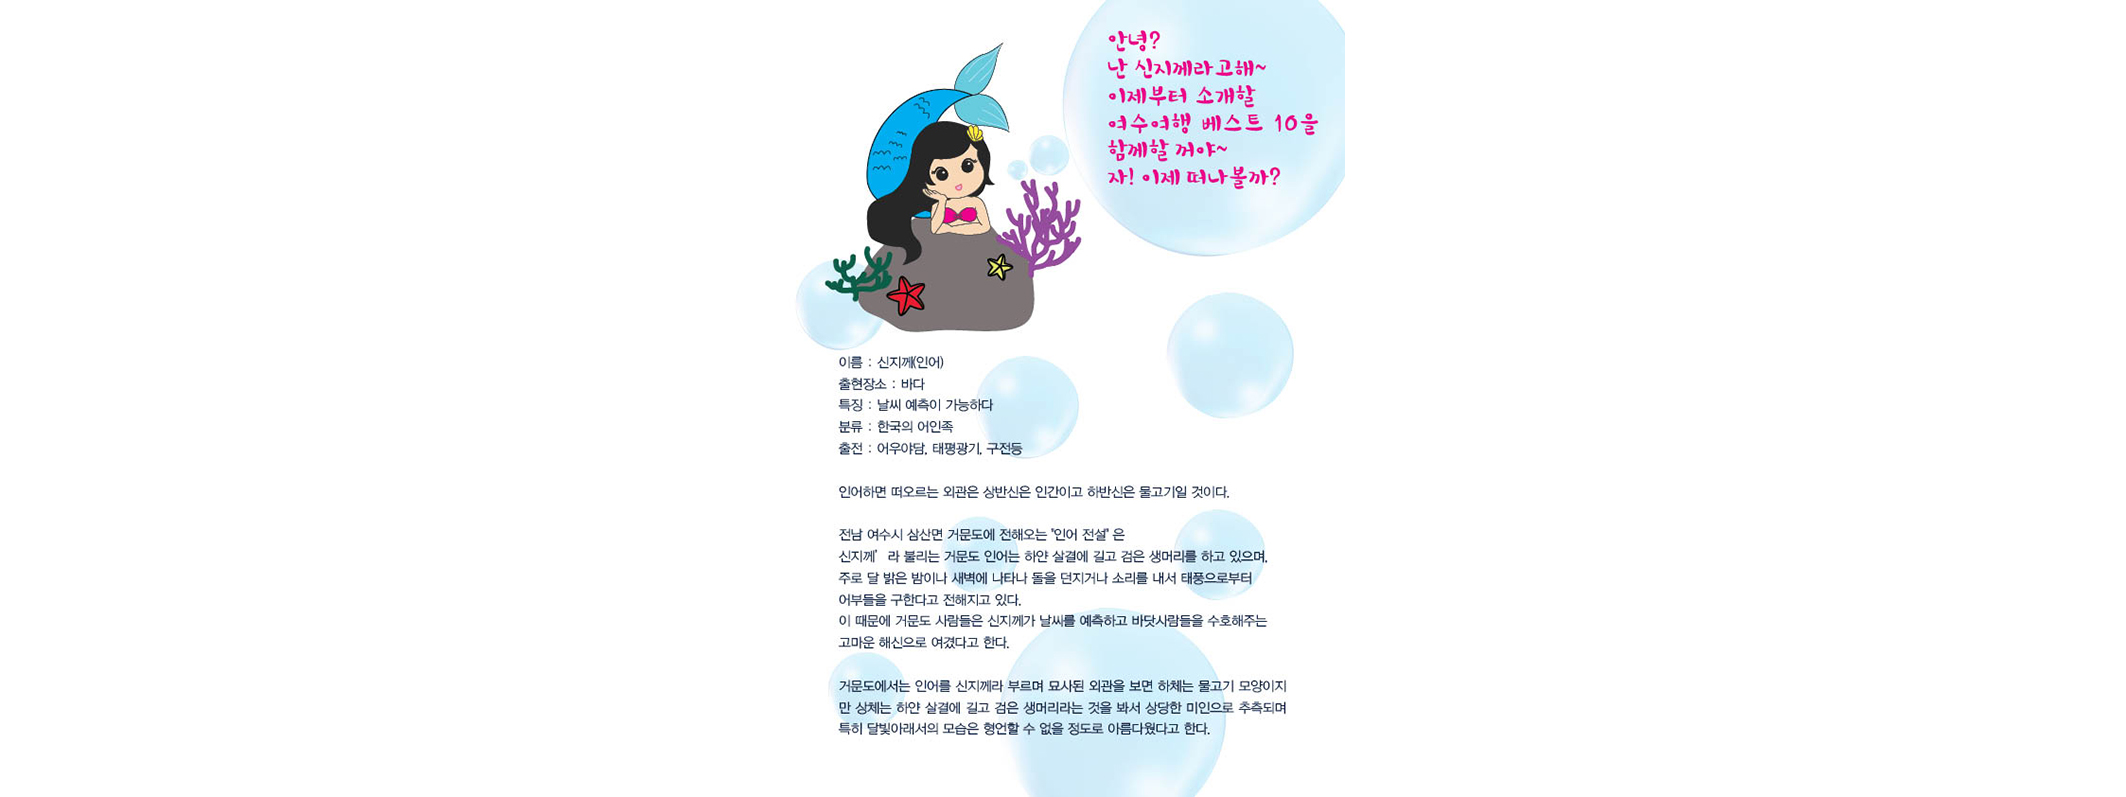 안녕?
난 신지께라고해~
이제부터 소개할
여수여행 베스트 10을
함께할 꺼야~
자! 이제 떠나볼까?
이름 : 신지께(인어)
출현장소 : 바다
특징 : 날씨 예측이 가능하다
분류 : 한국의 어인족
출전 : 어우야담, 태평광기, 구전등
인어하면 떠오르는 외관은 상반신은 인간이고 하반신은 물고기일 것이다.
전남 여수시 삼산면 거문도에 전해오는 "인어 전설" 은
신지께’ 라 불리는 거문도 인어는 하얀 살결에 길고 검은 생머리를 하고 있으며,
주로 달 밝은 밤이나 새벽에 나타나 돌을 던지거나 소리를 내서 태풍으로부터
어부들을 구한다고 전해지고 있다.
이 때문에 거문도 사람들은 신지께가 날씨를 예측하고 바닷사람들을 수호해주는
고마운 해신으로 여겼다고 한다.
거문도에서는 인어를 신지께라 부르며 묘사된 외관을 보면 하체는 물고기 모양이지
만 상체는 하얀 살결에 길고 검은 생머리라는 것을 봐서 상당한 미인으로 추측되며
특히 달빛아래서의 모습은 형언할 수 없을 정도로 아름다웠다고 한다.